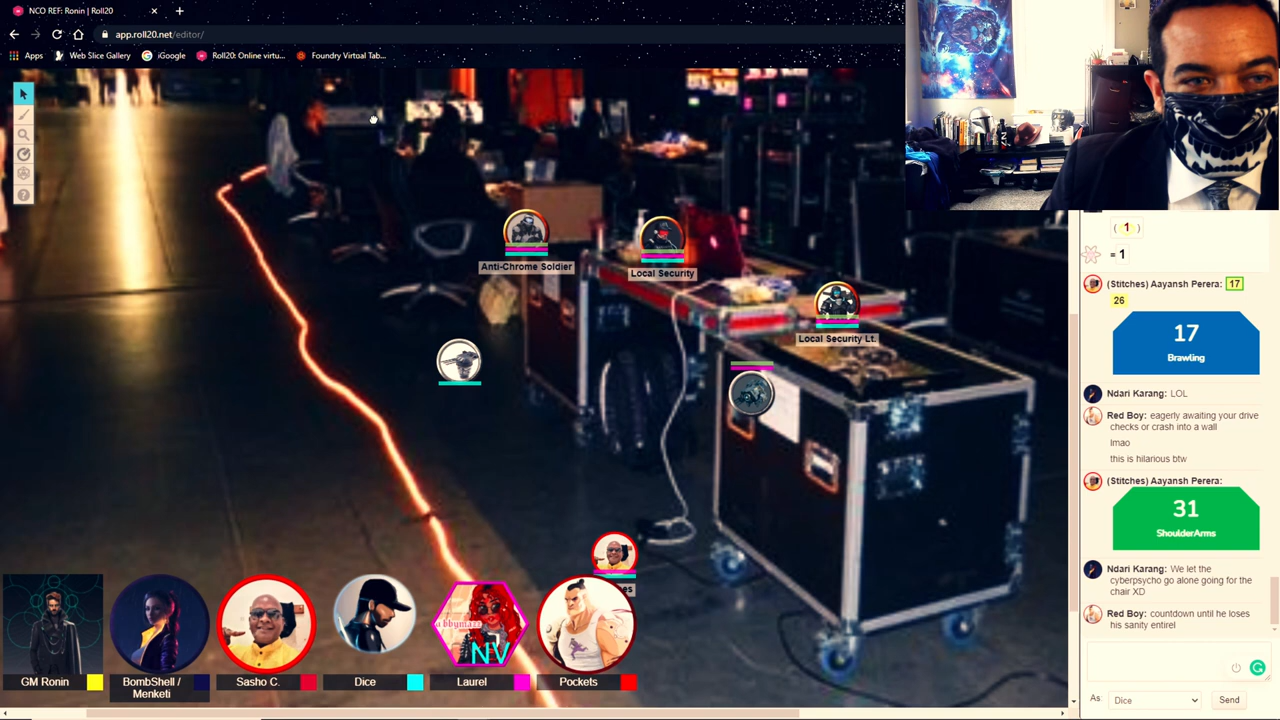 NCO REF: Ronin | Roll20
app.roll20.net/editor/
Apps
Web Slice Gallery
iGoogle
Roll20: Online virtu...
Foundry Virtual Tab...
Anti-Chrome Soldier
Local Security
Local Security Lt.
GM Ronin
BombShell /
Menketi
Sasho C.
Dice
NV
Laurel
Pockets
( 1 )
= 1
(Stitches) Aayansh Perera: 17
26
17
Brawling
Ndari Karang: LOL
Red Boy: eagerly awaiting your drive
checks or crash into a wall
lmao
this is hilarious btw
(Stitches) Aayansh Perera:
31
ShoulderArms
Ndari Karang: We let the
cyberpsycho go alone going for the
chair XD
Red Boy: countdown until he loses
his sanity entirel
As:
Dice
Send